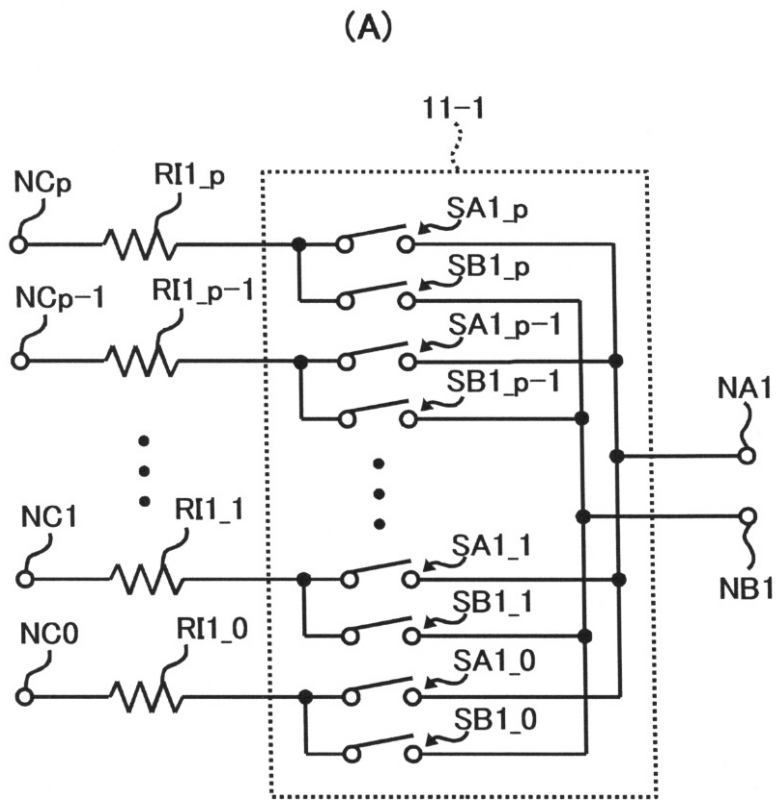 (A)
11-1
NCp
RI1_p
SA1_p
SB1_p
NCp-1
RI1_p-1
SA1_p-1
SB1_p-1
NA1
NC1
RI1_1
SA1_1
NB1
SB1_1
NC0
RI1_0
SA1_0
SB1_0